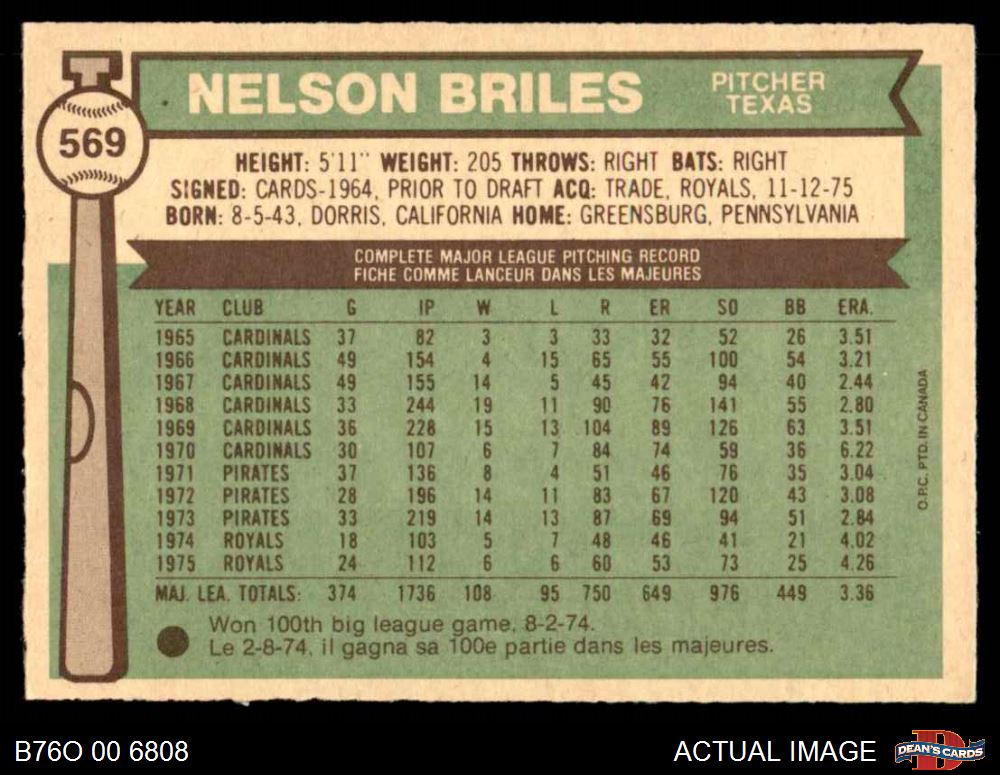 569
NELSON BRILES
PITCHER
TEXAS
HEIGHT: 5'11" WEIGHT: 205 THROWS: RIGHT BATS: RIGHT
SIGNED: CARDS-1964, PRIOR TO DRAFT ACQ: TRADE, ROYALS, 11-12-75
BORN: 8-5-43, DORRIS, CALIFORNIA HOME: GREENSBURG, PENNSYLVANIA
COMPLETE MAJOR LEAGUE PITCHING RECORD
FICHE COMME LANCEUR DANS LES MAJEURES
YEAR CLUB G IP W L R ER SO BB ERA.
1965 CARDINALS 37 82 3 3 33 32 52 26 3.51
1966 CARDINALS 49 154 4 15 65 55 100 54 3.21
1967 CARDINALS 49 155 14 5 45 42 94 40 2.44
1968 CARDINALS 33 244 19 11 90 76 141 55 2.80
1969 CARDINALS 36 228 15 13 104 89 126 63 3.51
1970 CARDINALS 30 107 6 7 84 74 59 36 6.22
1971 PIRATES 37 136 8 4 51 46 76 35 3.04
1972 PIRATES 28 196 14 11 83 67 120 43 3.08
1973 PIRATES 33 219 14 13 87 69 94 51 2.84
1974 ROYALS 18 103 5 7 48 46 41 21 4.02
1975 ROYALS 24 112 6 6 60 53 73 25 4.26
MAJ. LEA. TOTALS: 374 1736 108 95 750 649 976 449 3.36
Won 100th big league game, 8-2-74.
Le 2-8-74, il gagna sa 100e partie dans les majeures.
O.P.C. PTD. IN CANADA
B76O 00 6808
ACTUAL IMAGE
DEAN'S CARDS